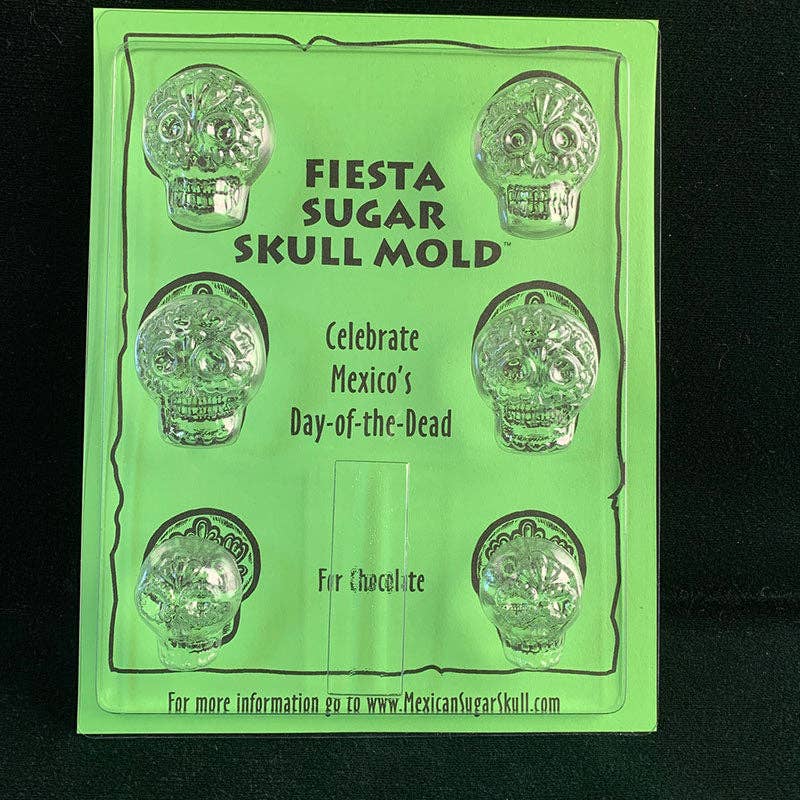 FIESTA
SUGAR
SKULL MOLD™
Celebrate
Mexico's
Day-of-the-Dead
For Chocolate
For more information go to www.MexicanSugarSkull.com